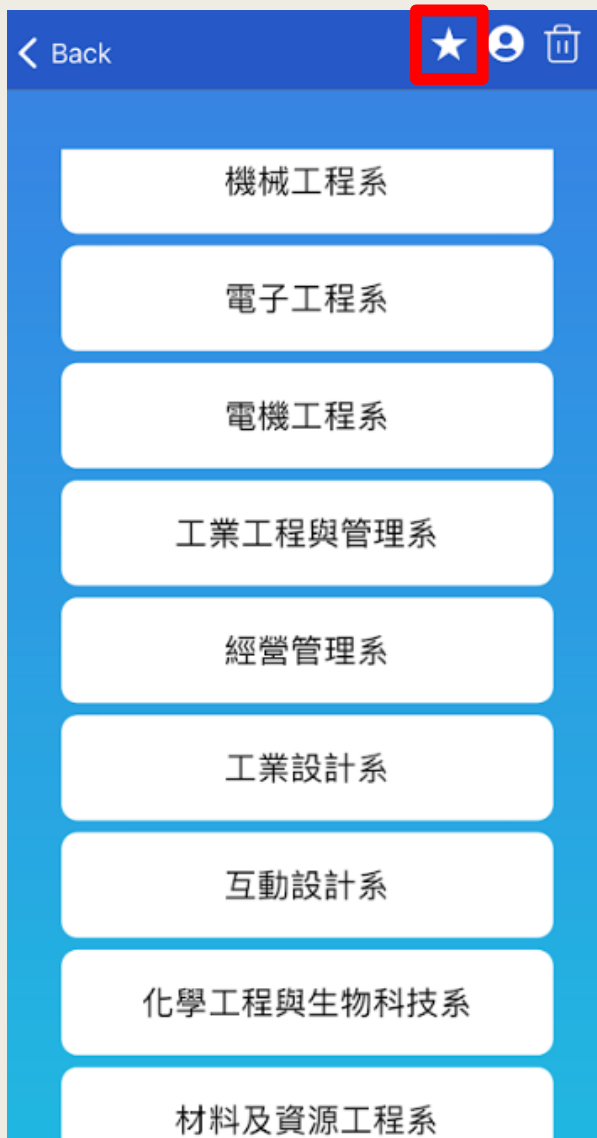 Back
機械工程系
電子工程系
電機工程系
工業工程與管理系
經營管理系
工業設計系
互動設計系
化學工程與生物科技系
材料及資源工程系